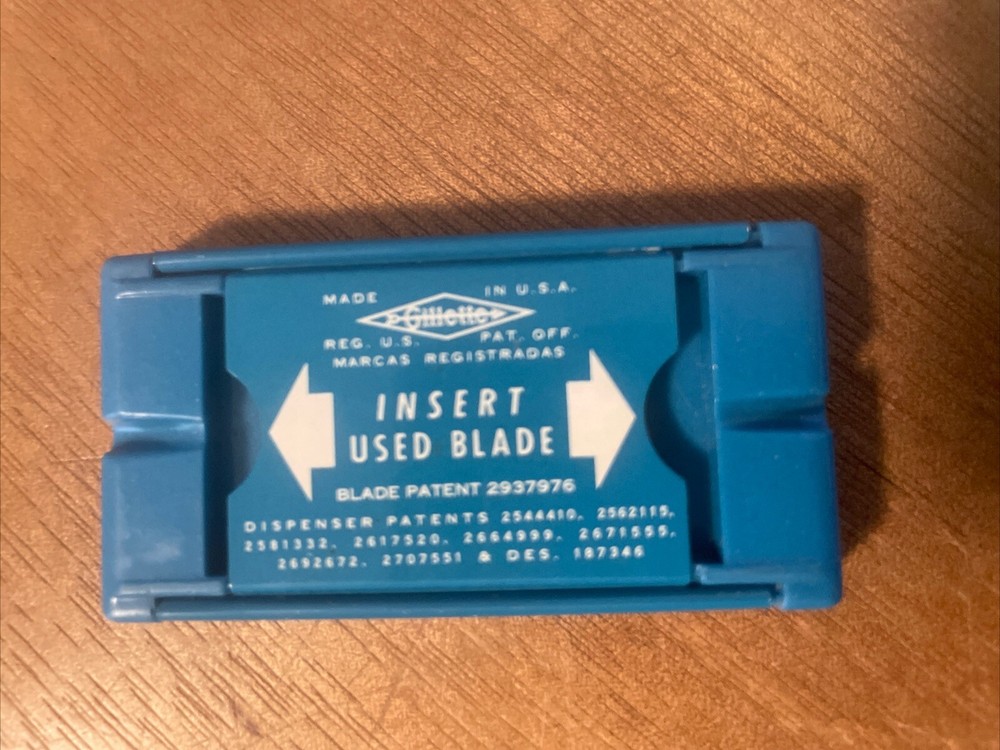 MADE IN U.S.A.
Gillette
REG. U.S. PAT. OFF.
MARCAS REGISTRADAS
INSERT
USED BLADE
BLADE PATENT 2937976
DISPENSER PATENTS 2544410, 2562115,
2581332, 2617520, 2664999, 2671555,
2692672, 2707551 & DES. 187346